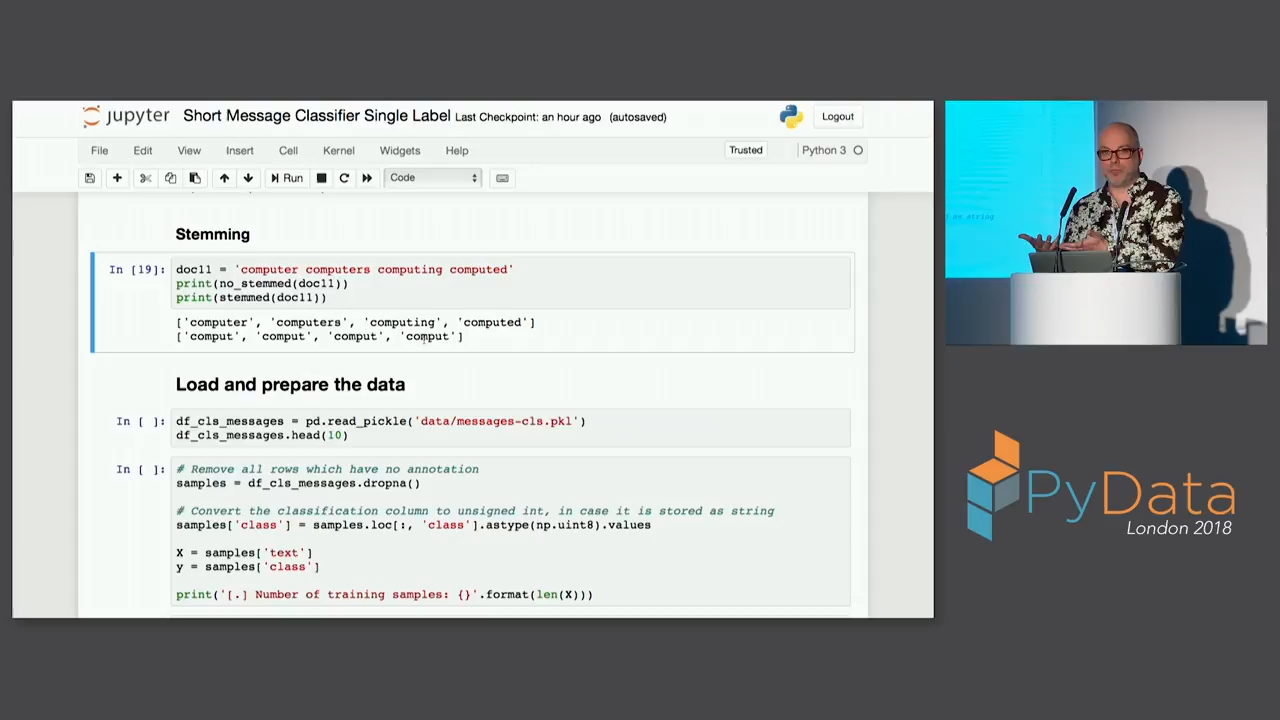 jupyter Short Message Classifier Single Label Last Checkpoint: an hour ago (autosaved) Logout
File Edit View Insert Cell Kernel Widgets Help Trusted Python 3
Run Code
Stemming
In [19]: doc11 = 'computer computers computing computed'
print(no_stemmed(doc11))
print(stemmed(doc11))
['computer', 'computers', 'computing', 'computed']
['comput', 'comput', 'comput', 'comput']
Load and prepare the data
In [ ]: df_cls_messages = pd.read_pickle('data/messages-cls.pkl')
df_cls_messages.head(10)
In [ ]: # Remove all rows which have no annotation
samples = df_cls_messages.dropna()
# Convert the classification column to unsigned int, in case it is stored as string
samples['class'] = samples.loc[:, 'class'].astype(np.uint8).values
X = samples['text']
y = samples['class']
print('[.] Number of training samples: {}'.format(len(X)))
as string
PyData
London 2018